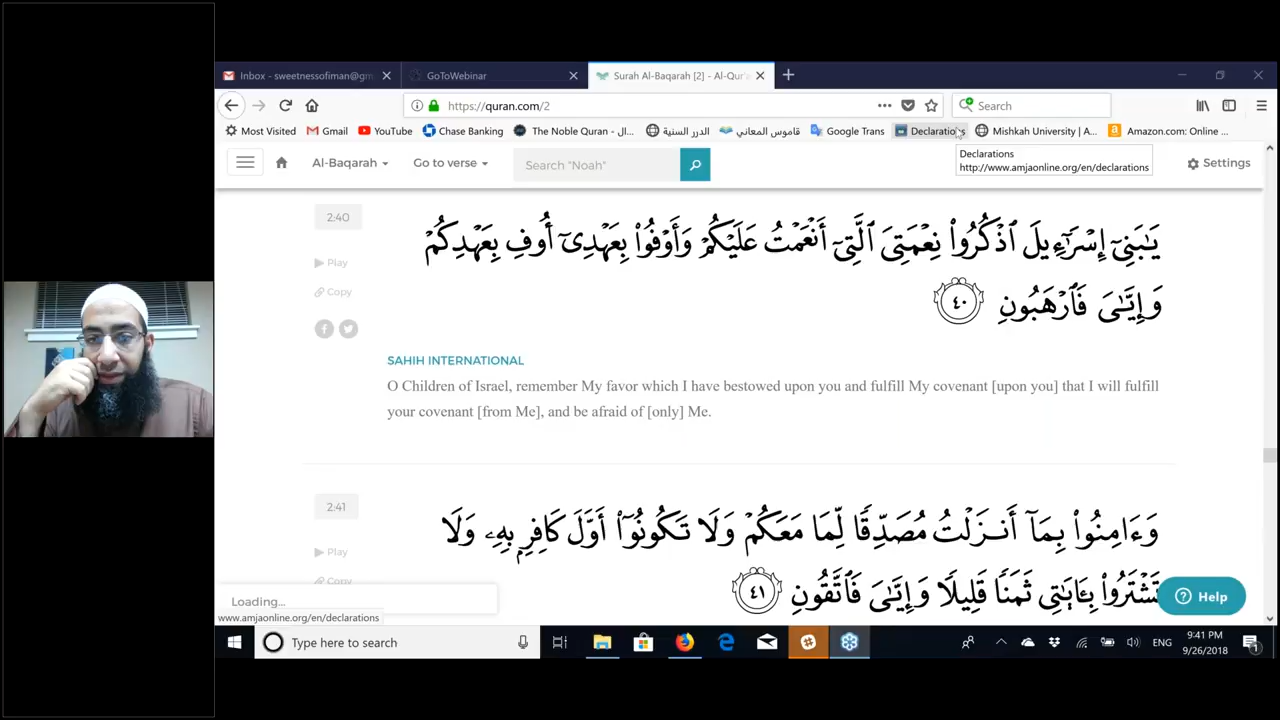 Inbox - sweetnessofiman@gm
GoToWebinar
Surah Al-Baqarah [2] - Al-Qur'a
https://quran.com/2
Search
Most Visited
Gmail
YouTube
Chase Banking
The Noble Quran - ال...
الدرر السنية
قاموس المعاني
Google Trans
Declarations
Mishkah University | A...
Amazon.com: Online ...
Declarations
http://www.amjaonline.org/en/declarations
Al-Baqarah
Go to verse
Search "Noah"
Settings
2:40
Play
Copy
يَـٰبَنِىٓ إِسْرَٰٓءِيلَ ٱذْكُرُوا۟ نِعْمَتِىَ ٱلَّتِىٓ أَنْعَمْتُ عَلَيْكُمْ وَأَوْفُوا۟ بِعَهْدِىٓ أُوفِ بِعَهْدِكُمْ
وَإِيَّـٰىَ فَٱرْهَبُونِ ٤٠
SAHIH INTERNATIONAL
O Children of Israel, remember My favor which I have bestowed upon you and fulfill My covenant [upon you] that I will fulfill
your covenant [from Me], and be afraid of [only] Me.
2:41
Play
Copy
وَءَامِنُوا۟ بِمَآ أَنزَلْتُ مُصَدِّقًا لِّمَا مَعَكُمْ وَلَا تَكُونُوٓا۟ أَوَّلَ كَافِرٍۭ بِهِۦ وَلَا
تَشْتَرُوا۟ بِـَٔايَـٰتِى ثَمَنًا قَلِيلًا وَإِيَّـٰىَ فَٱتَّقُونِ ٤١
Help
Loading...
www.amjaonline.org/en/declarations
Type here to search
ENG
9:41 PM
9/26/2018
1